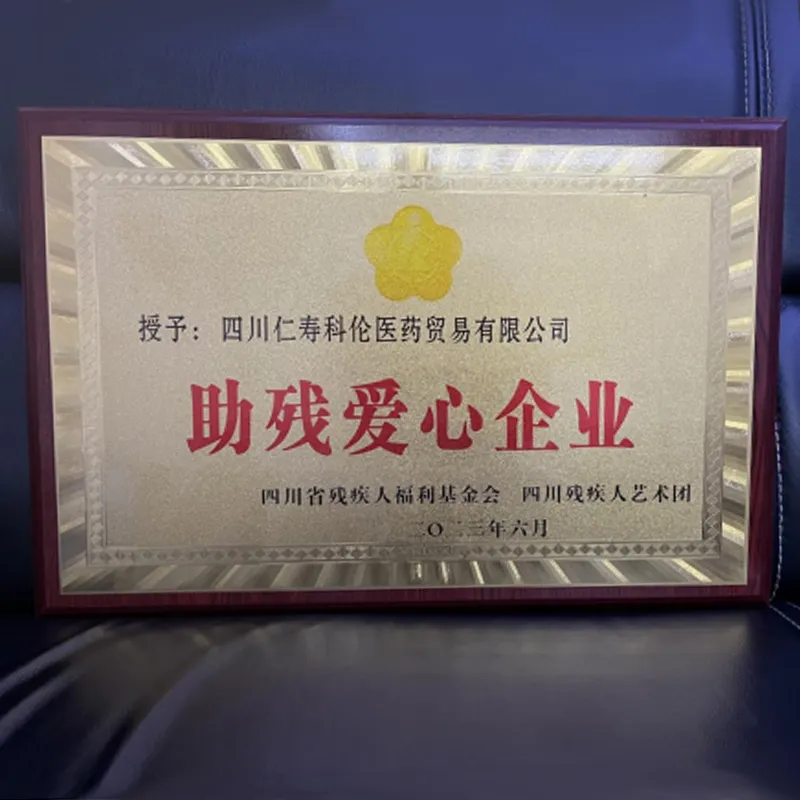 授予：四川仁寿科伦医药贸易有限公司
助残爱心企业
四川省残疾人福利基金会 四川残疾人艺术团
二〇二三年六月